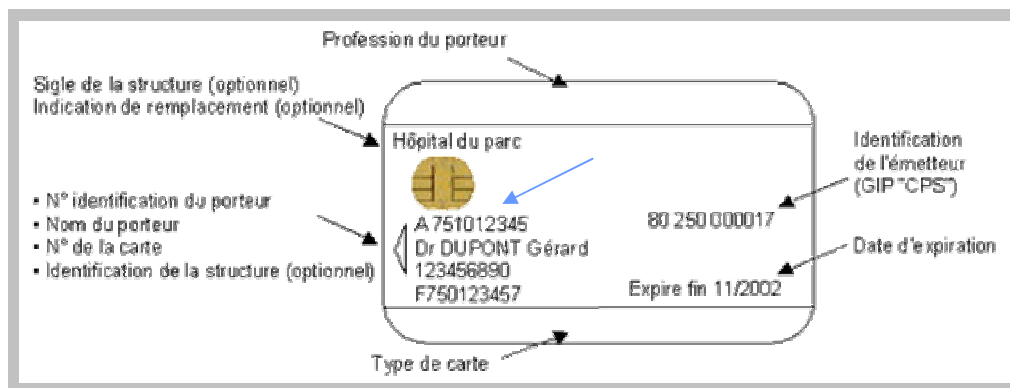 Profession du porteur
Sigle de la structure (optionnel)
Indication de remplacement (optionnel)
Hôpital du parc
Identification
de l'émetteur
(GIP "CPS")
▪ N° identification du porteur
▪ Nom du porteur
▪ N° de la carte
▪ Identification de la structure (optionnel)
A 751012345
Dr DUPONT Gérard
123456890
F750123457
80 250 000017
Date d'expiration
Expire fin 11/2002
Type de carte